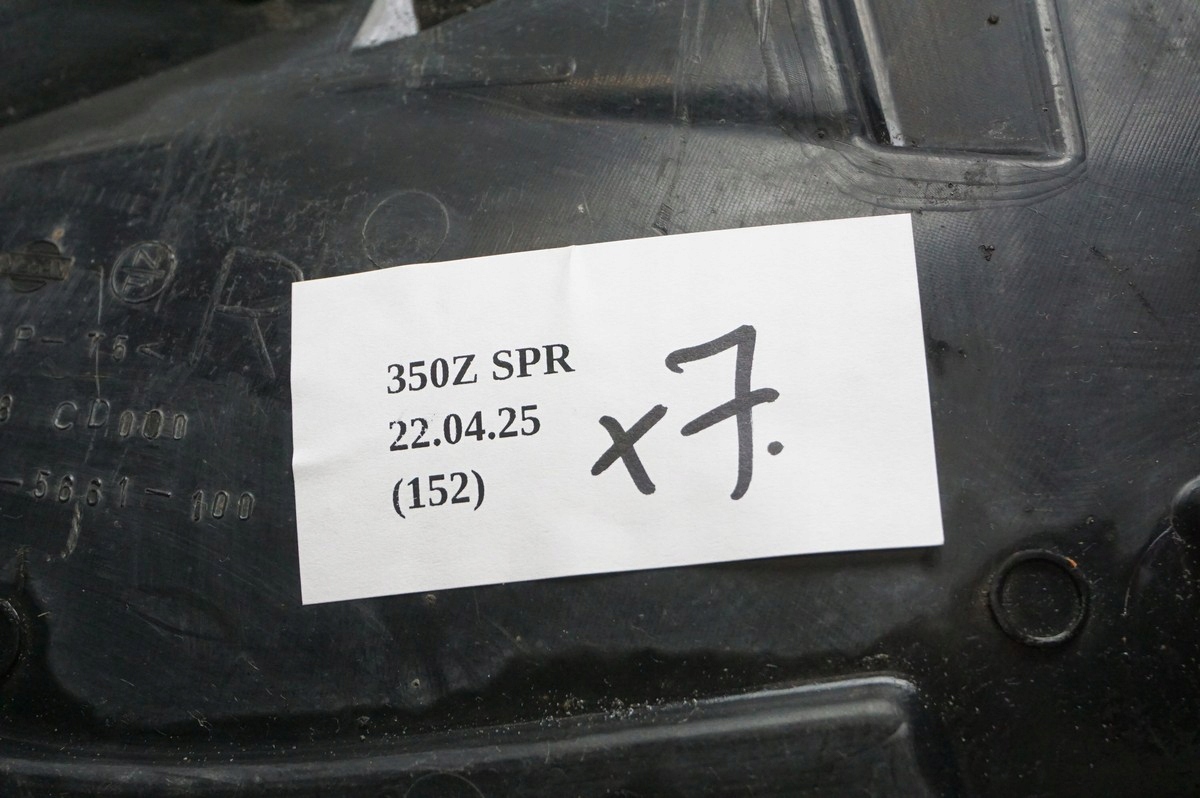 350Z SPR
22.04.25
(152)
x7.
R
CD000
-5661-100